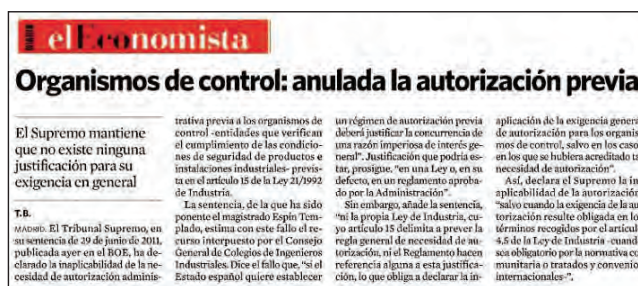 elEconomista
Organismos de control: anulada la autorización previa
El Supremo mantiene
que no existe ninguna
justificación para su
exigencia en general
T.B.
MADRID. El Tribunal Supremo, en
su sentencia de 29 de junio de 2011,
publicada ayer en el BOE, ha de-
clarado la inaplicabilidad de la ne-
cesidad de autorización adminis-
trativa previa a los organismos de
control -entidades que verifican
el cumplimiento de las condicio-
nes de seguridad de productos e
instalaciones industriales- previs-
ta en el artículo 15 de la Ley 21/1992
de Industria.
La sentencia, de la que ha sido
ponente el magistrado Espín Tem-
plado, estima con este fallo el re-
curso interpuesto por el Consejo
General de Colegios de Ingenieros
Industriales. Dice el fallo que, "si el
Estado español quiere establecer
un régimen de autorización previa
deberá justificar la concurrencia de
una razón imperiosa de interés ge-
neral". Justificación que podría es-
tar, prosigue, "en una Ley o, en su
defecto, en un reglamento aproba-
do por la Administración".
Sin embargo, añade la sentencia,
"ni la propia Ley de Industria, cu-
yo artículo 15 delimita a prever la
regla general de necesidad de au-
torización, ni el Reglamento hacen
referencia alguna a esta justifica-
ción, lo que obliga a declarar la in-
aplicación de la exigencia genera
de autorización para los organis
mos de control, salvo en los caso
en los que se hubiera acreditado
necesidad de autorización".
Así, declara el Supremo la in
aplicabilidad de la autorización
"salvo cuando la exigencia de la au
torización resulte obligada en lo
términos recogidos por el artícul
4.5 de la Ley de Industria -cuand
sea obligatorio por la normativa co
munitaria o tratados y convenio
internacionales-".